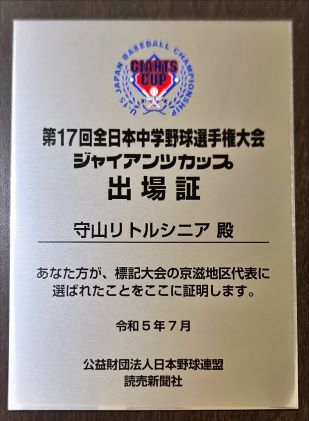 U-15 JAPAN BASEBALL CHAMPIONSHIP
GIANTS
CUP
第17回全日本中学野球選手権大会
ジャイアンツカップ
出場証
守山リトルシニア 殿
あなた方が、標記大会の京滋地区代表に
選ばれたことをここに証明します。
令和5年7月
公益財団法人日本野球連盟
読売新聞社